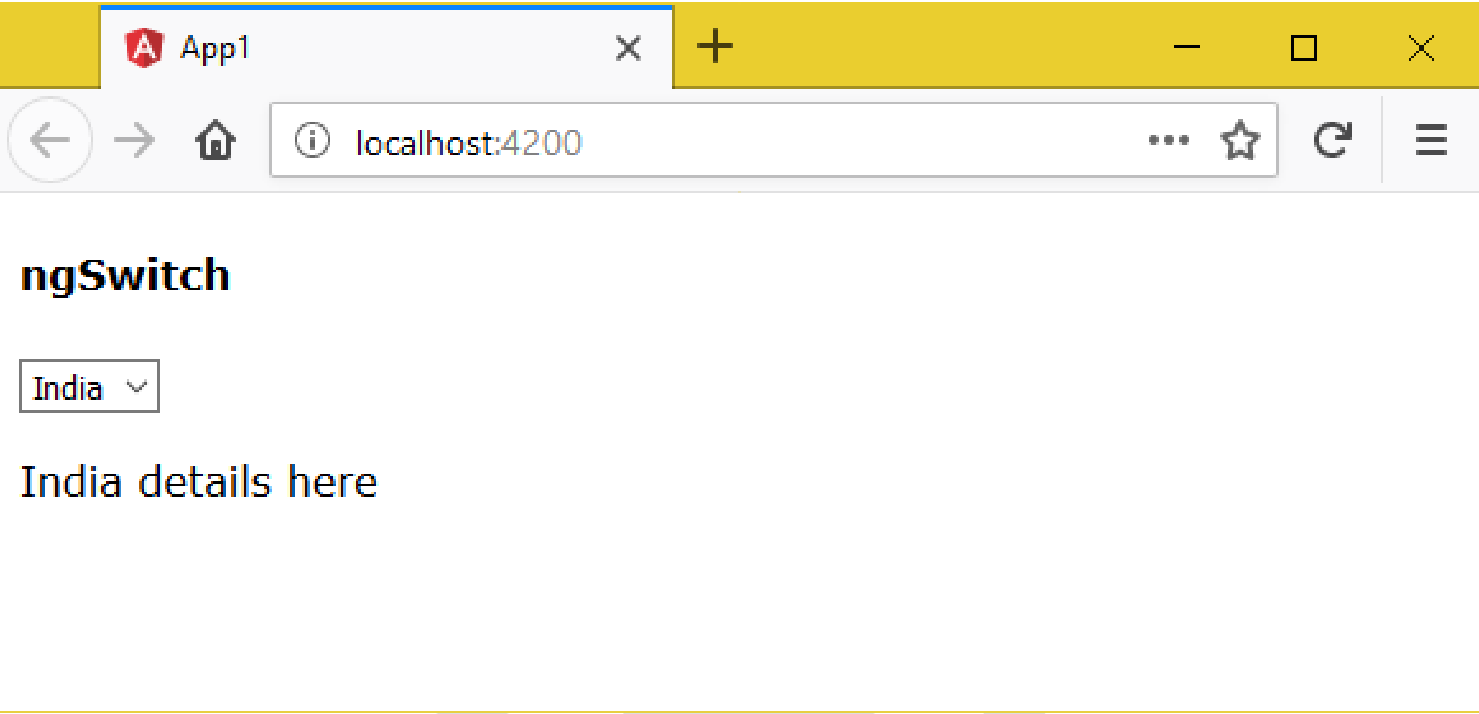 App1
localhost:4200
ngSwitch
India
India details here